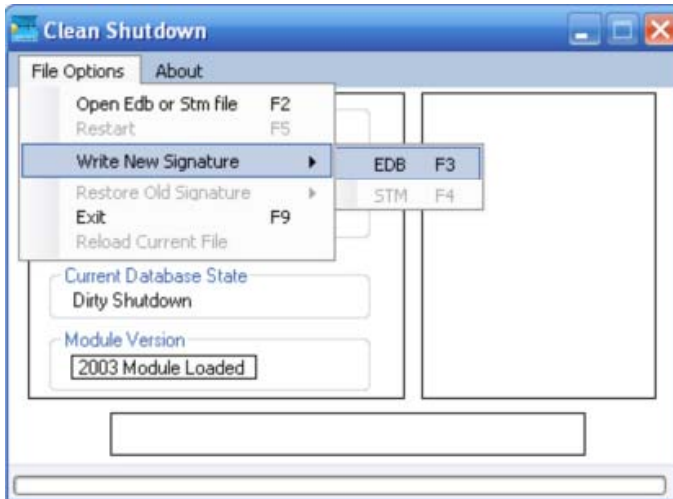 Clean Shutdown
File Options About
Open Edb or Stm file F2
Restart F5
Write New Signature EDB F3
Restore Old Signature STM F4
Exit F9
Reload Current File
Current Database State
Dirty Shutdown
Module Version
2003 Module Loaded